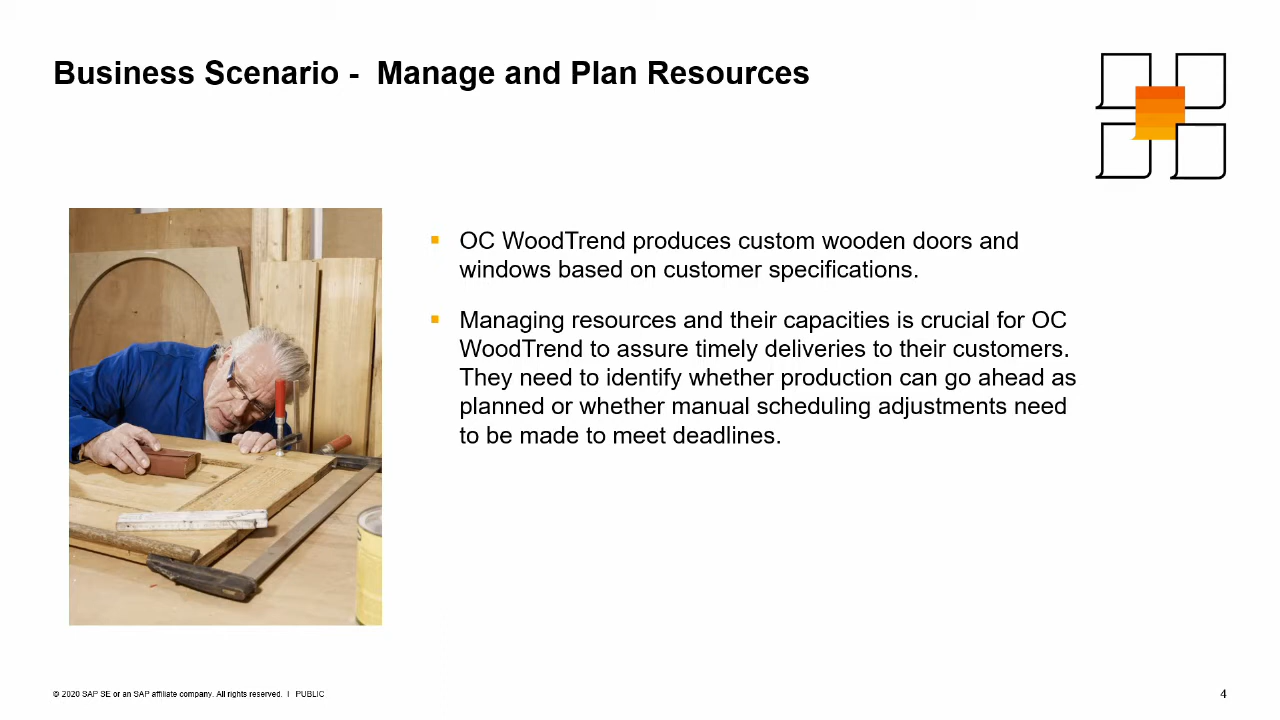 Business Scenario -  Manage and Plan Resources
▪ OC WoodTrend produces custom wooden doors and
windows based on customer specifications.
▪ Managing resources and their capacities is crucial for OC
WoodTrend to assure timely deliveries to their customers.
They need to identify whether production can go ahead as
planned or whether manual scheduling adjustments need
to be made to meet deadlines.
© 2020 SAP SE or an SAP affiliate company. All rights reserved. I PUBLIC
4